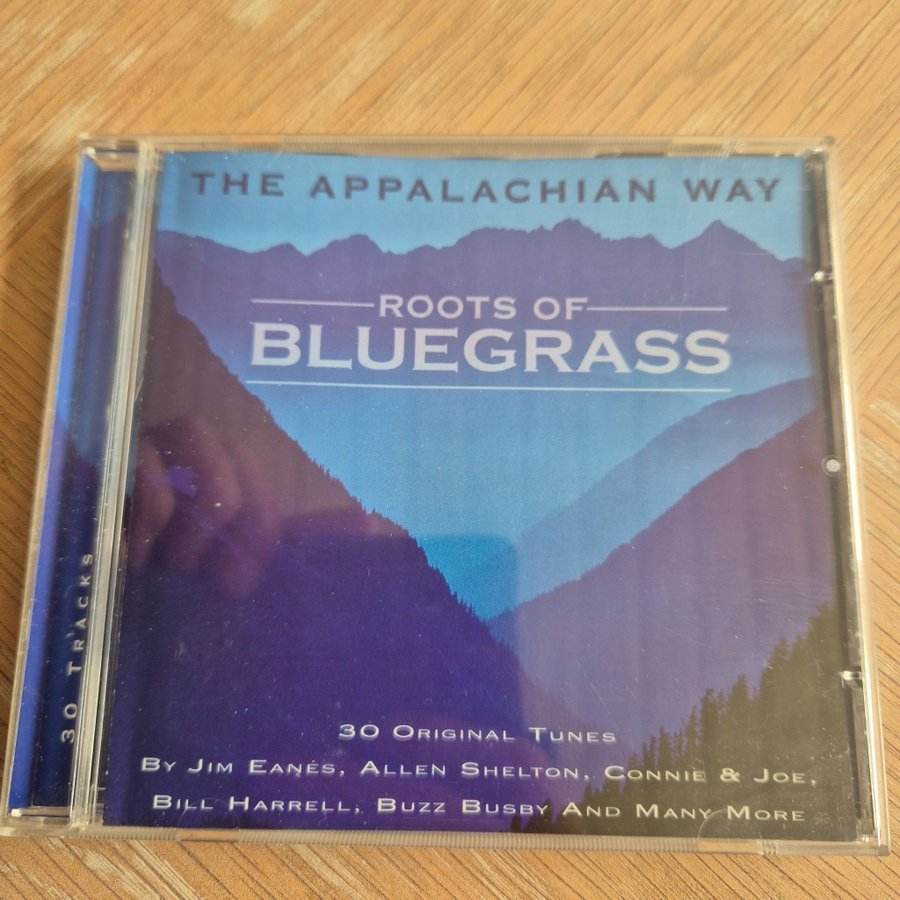 THE APPALACHIAN WAY
ROOTS OF
BLUEGRASS
30 TRACKS
30 ORIGINAL TUNES
BY JIM EANES, ALLEN SHELTON, CONNIE & JOE,
BILL HARRELL, BUZZ BUSBY AND MANY MORE